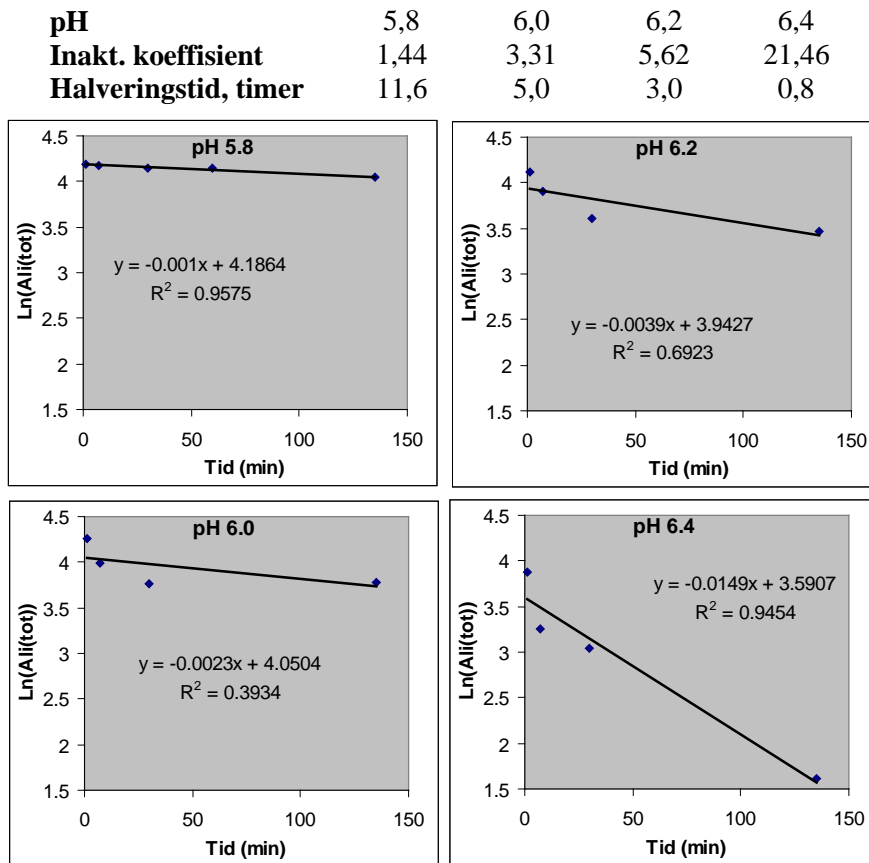 pH 5,8 6,0 6,2 6,4
Inakt. koeffisient 1,44 3,31 5,62 21,46
Halveringstid, timer 11,6 5,0 3,0 0,8
pH 5.8
Ln(Ali(tot))
4.5
4
3.5
3
2.5
2
1.5
y = -0.001x + 4.1864
R² = 0.9575
0 50 100 150
Tid (min)
pH 6.2
Ln(Ali(tot))
4.5
4
3.5
3
2.5
2
1.5
y = -0.0039x + 3.9427
R² = 0.6923
0 50 100 150
Tid (min)
pH 6.0
Ln(Ali(tot))
4.5
4
3.5
3
2.5
2
1.5
y = -0.0023x + 4.0504
R² = 0.3934
0 50 100 150
Tid (min)
pH 6.4
Ln(Ali(tot))
4.5
4
3.5
3
2.5
2
1.5
y = -0.0149x + 3.5907
R² = 0.9454
0 50 100 150
Tid (min)